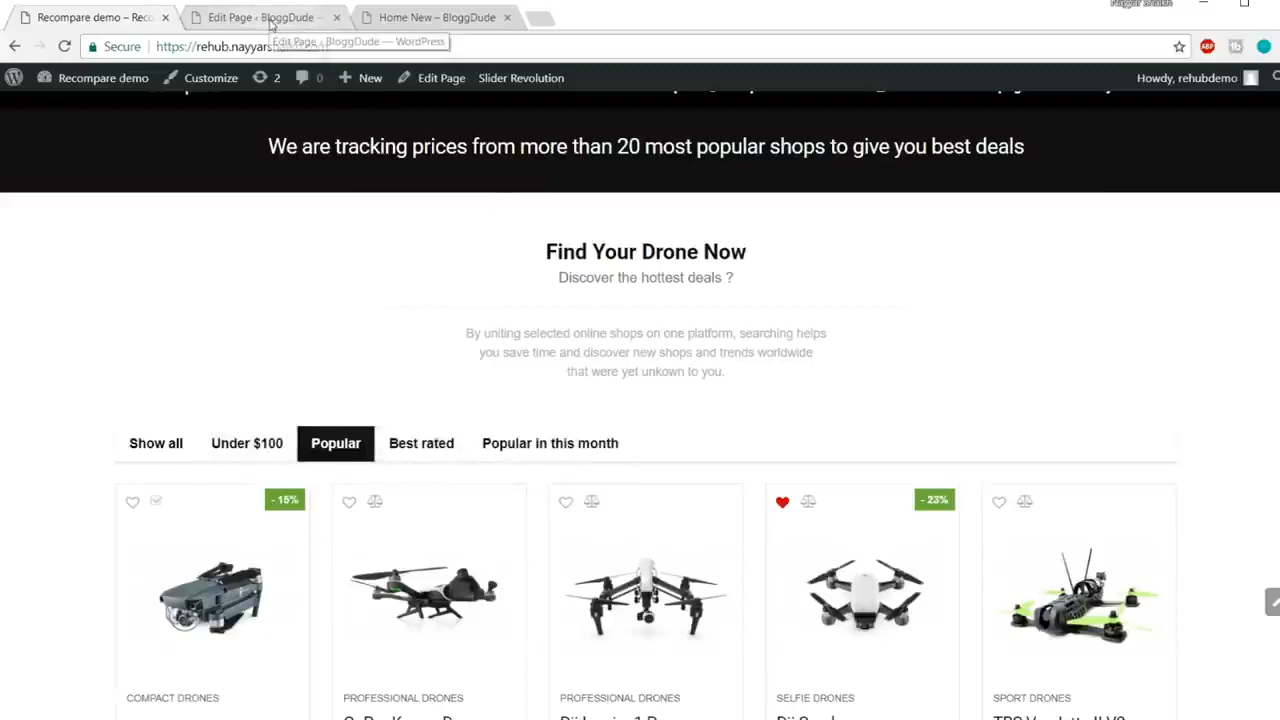 Recompare demo – Reco
Edit Page ‹ BloggDude –
Home New – BloggDude
Nayyar Shaikh
Secure
https://rehub.nayyarsha
Edit Page ‹ BloggDude — WordPress
ABP
Recompare demo
Customize
2
0
New
Edit Page
Slider Revolution
Howdy, rehubdemo
We are tracking prices from more than 20 most popular shops to give you best deals
Find Your Drone Now
Discover the hottest deals ?
By uniting selected online shops on one platform, searching helps
you save time and discover new shops and trends worldwide
that were yet unkown to you.
Show all
Under $100
Popular
Best rated
Popular in this month
- 15%
- 23%
COMPACT DRONES
PROFESSIONAL DRONES
PROFESSIONAL DRONES
SELFIE DRONES
SPORT DRONES